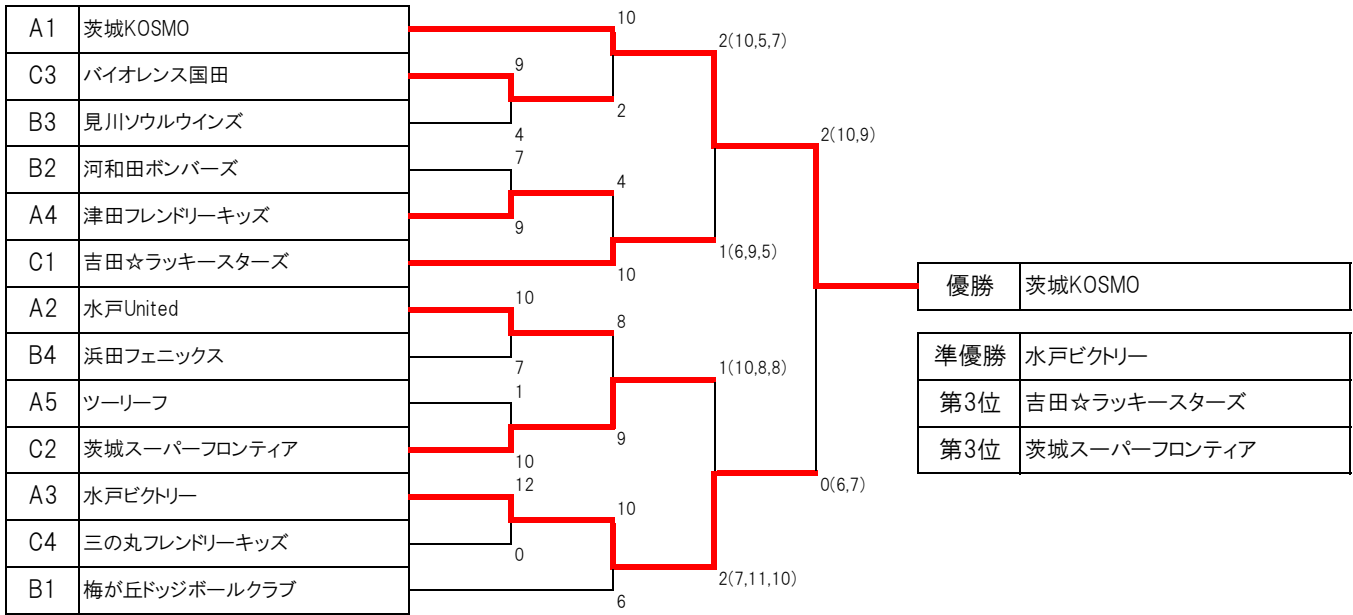 A1 茨城KOSMO
C3 バイオレンス国田
B3 見川ソウルウインズ
B2 河和田ボンバーズ
A4 津田フレンドリーキッズ
C1 吉田☆ラッキースターズ
A2 水戸United
B4 浜田フェニックス
A5 ツーリーフ
C2 茨城スーパーフロンティア
A3 水戸ビクトリー
C4 三の丸フレンドリーキッズ
B1 梅が丘ドッジボールクラブ
9
4
7
9
10
7
1
10
12
0
10
2
4
10
8
9
10
6
2(10,5,7)
1(6,9,5)
1(10,8,8)
2(7,11,10)
2(10,9)
0(6,7)
優勝 茨城KOSMO
準優勝 水戸ビクトリー
第3位 吉田☆ラッキースターズ
第3位 茨城スーパーフロンティア